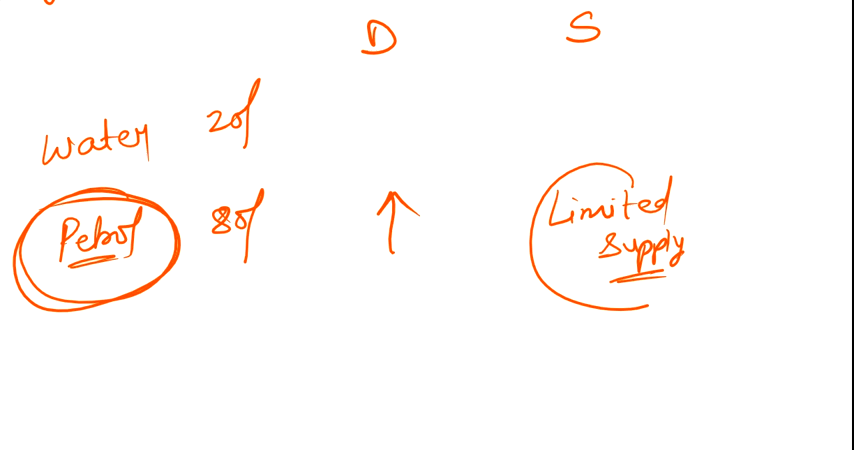 D S
Water 20/
Petrol 80/ ↑ Limited
Supply